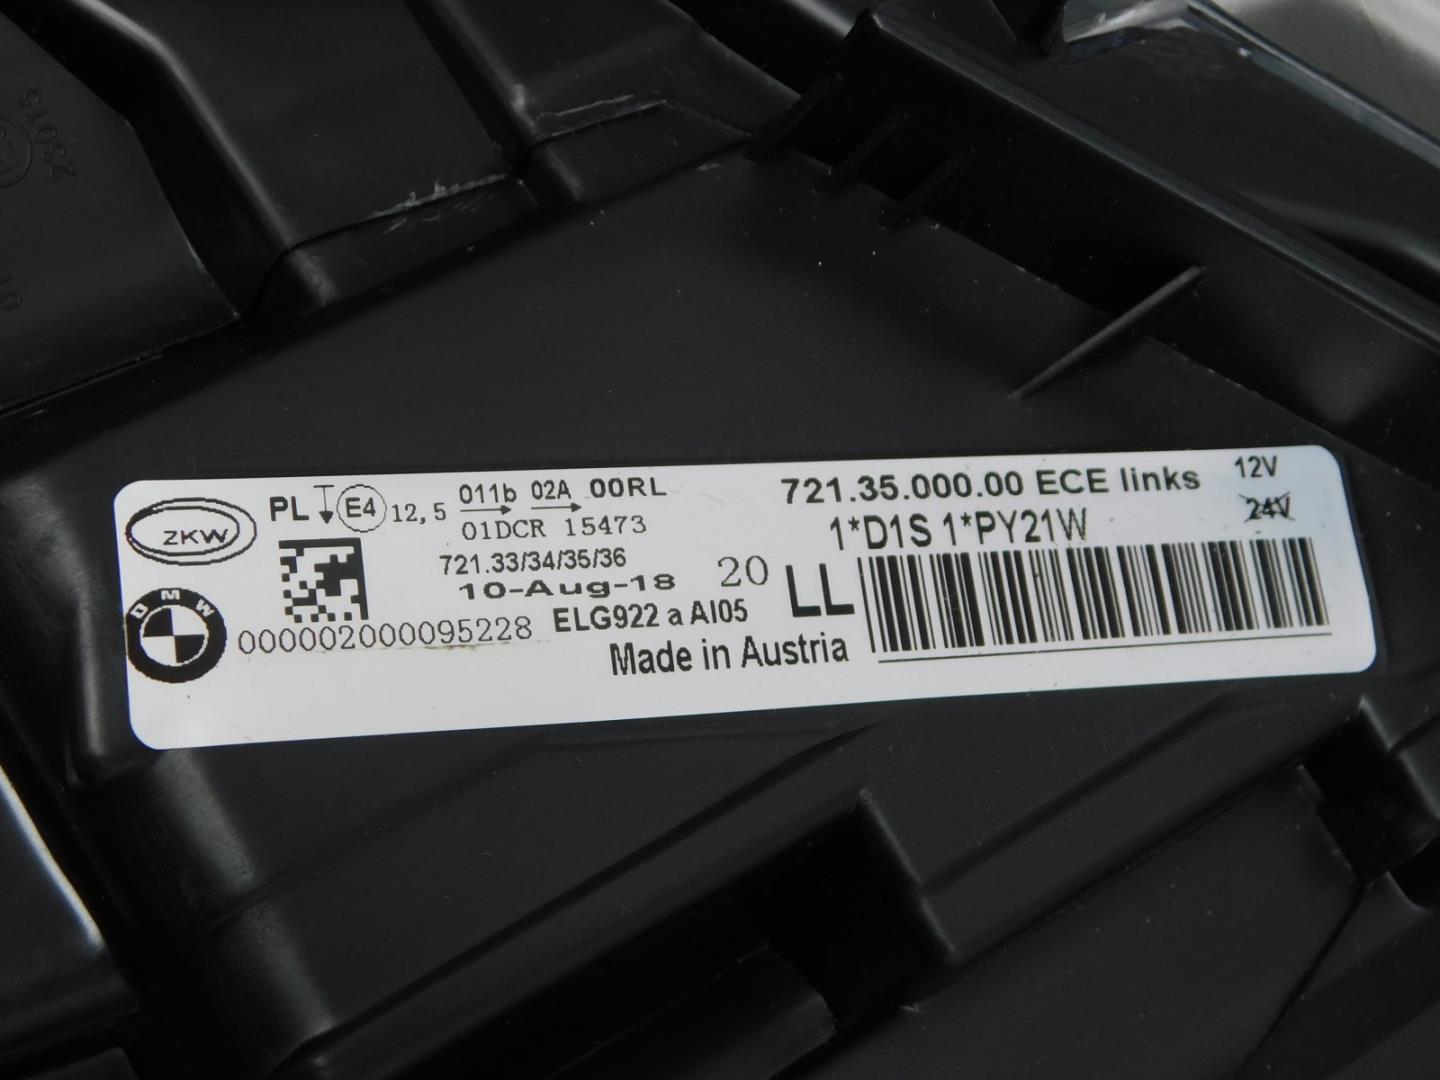 23015
ZKW
PL E4 12,5 011b 02A 00RL
01DCR 15473
721.33/34/35/36
10-Aug-18 20
ELG922 a AI05
BMW
000002000095228
Made in Austria
721.35.000.00 ECE links 12V
24V
1*D1S 1*PY21W
LL